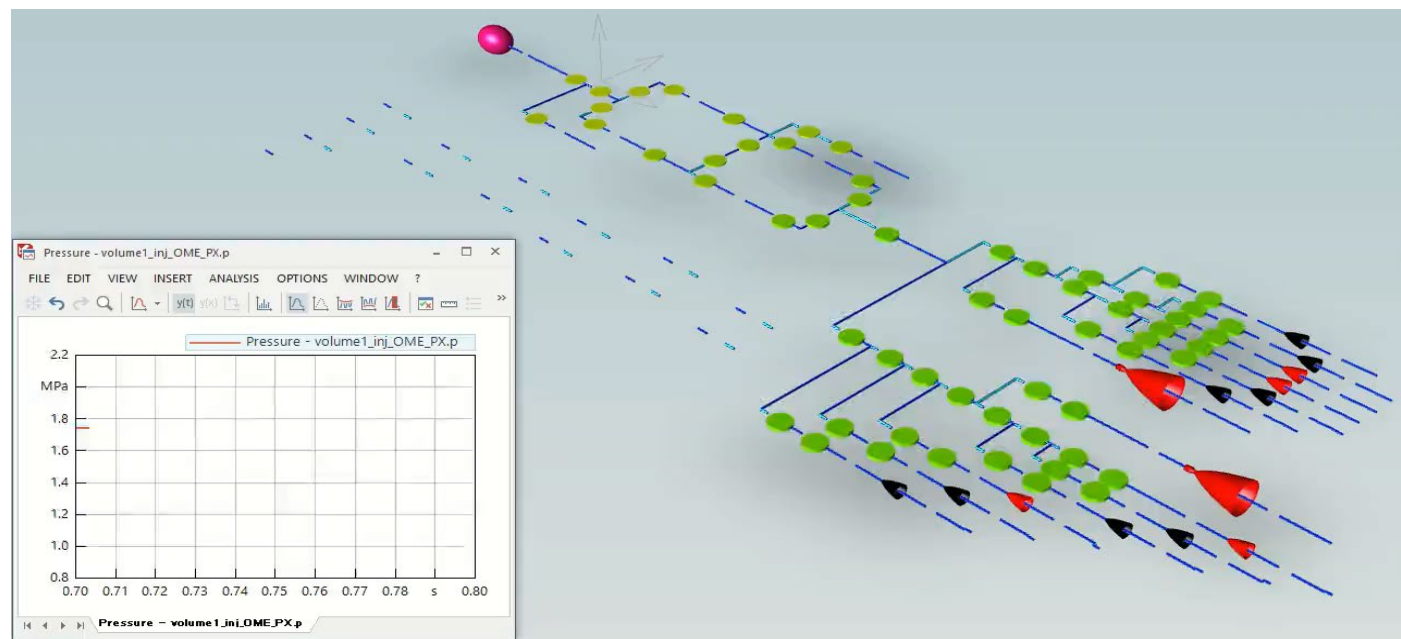 Pressure - volume1_inj_OME_PX.p
FILE EDIT VIEW INSERT ANALYSIS OPTIONS WINDOW ?
y(t) y(x)
Pressure - volume1_inj_OME_PX.p
2.2
MPa
1.8
1.6
1.4
1.2
1.0
0.8
0.70 0.71 0.72 0.73 0.74 0.75 0.76 0.77 0.78 s 0.80
Pressure - volume1_inj_OME_PX.p